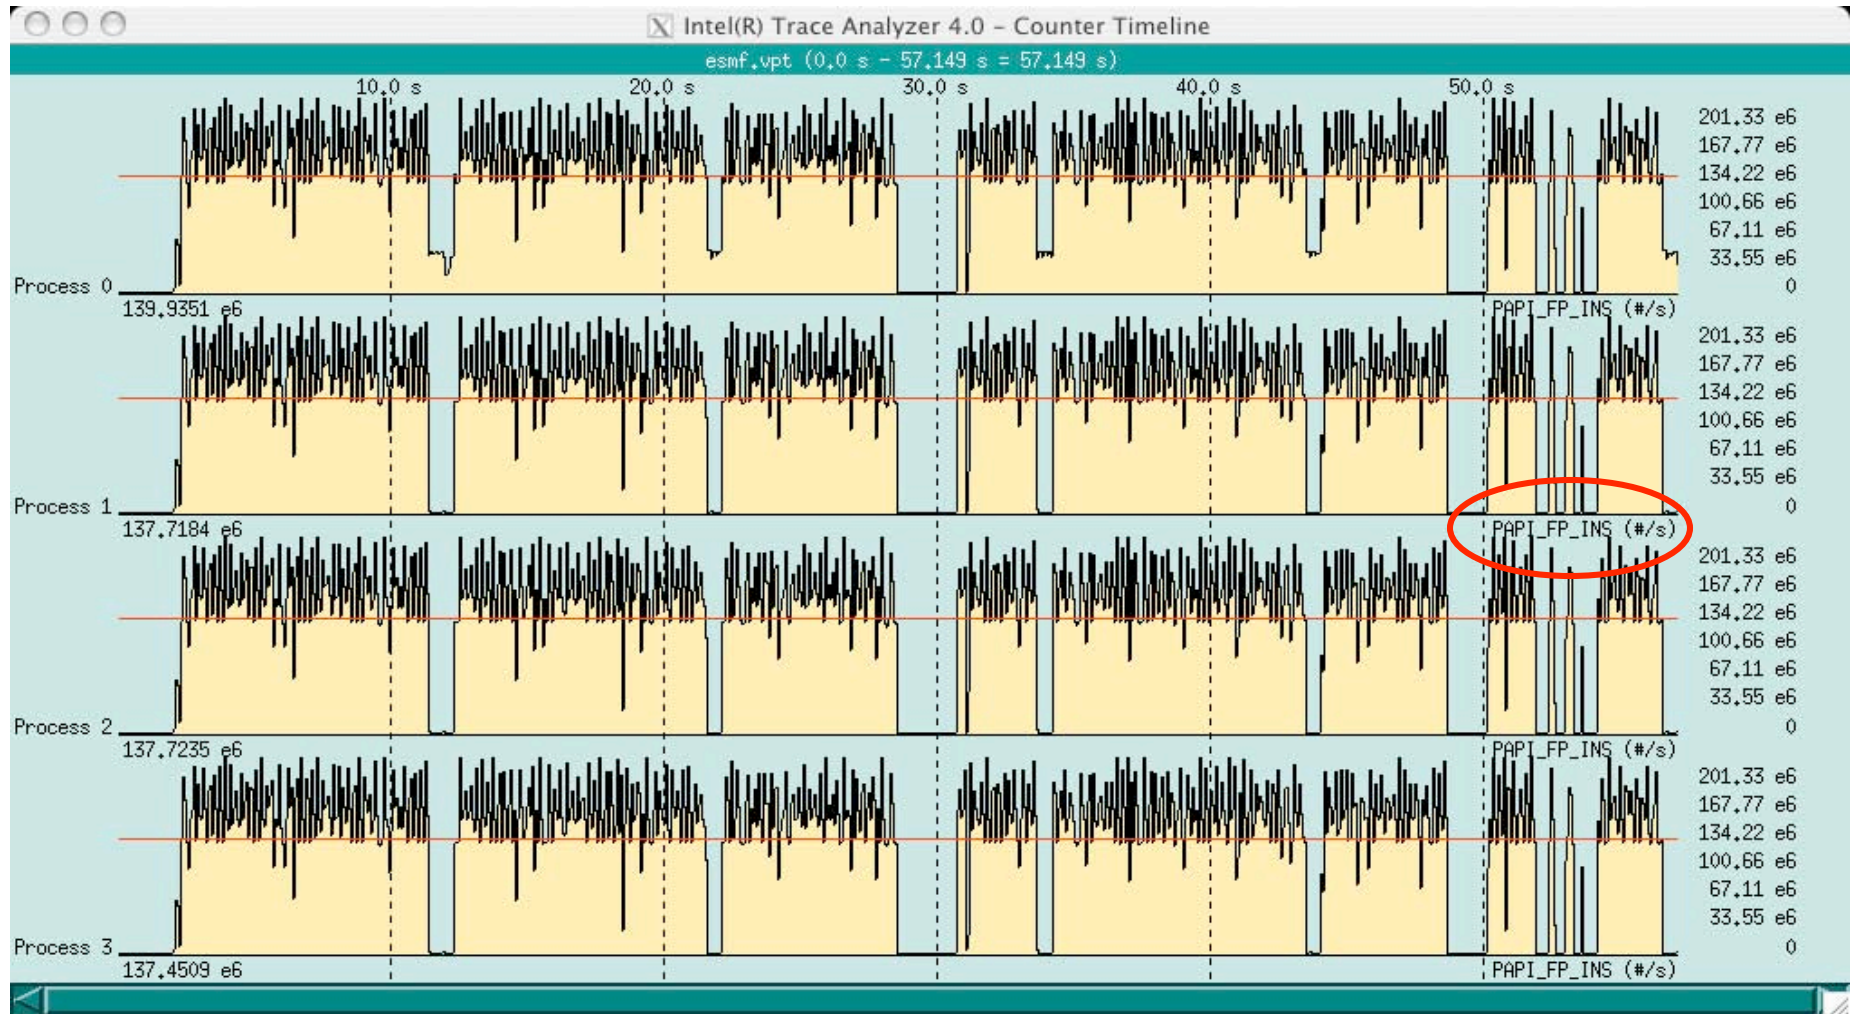 Intel(R) Trace Analyzer 4.0 – Counter Timeline
esmf.vpt (0.0 s - 57.149 s = 57.149 s)
10.0 s 20.0 s 30.0 s 40.0 s 50.0 s
201.33 e6
167.77 e6
134.22 e6
100.66 e6
67.11 e6
33.55 e6
Process 0 0
139.9351 e6 PAPI_FP_INS (#/s)
201.33 e6
167.77 e6
134.22 e6
100.66 e6
67.11 e6
33.55 e6
Process 1 0
137.7184 e6 PAPI_FP_INS (#/s)
201.33 e6
167.77 e6
134.22 e6
100.66 e6
67.11 e6
33.55 e6
Process 2 0
137.7235 e6 PAPI_FP_INS (#/s)
201.33 e6
167.77 e6
134.22 e6
100.66 e6
67.11 e6
33.55 e6
Process 3 0
137.4509 e6 PAPI_FP_INS (#/s)